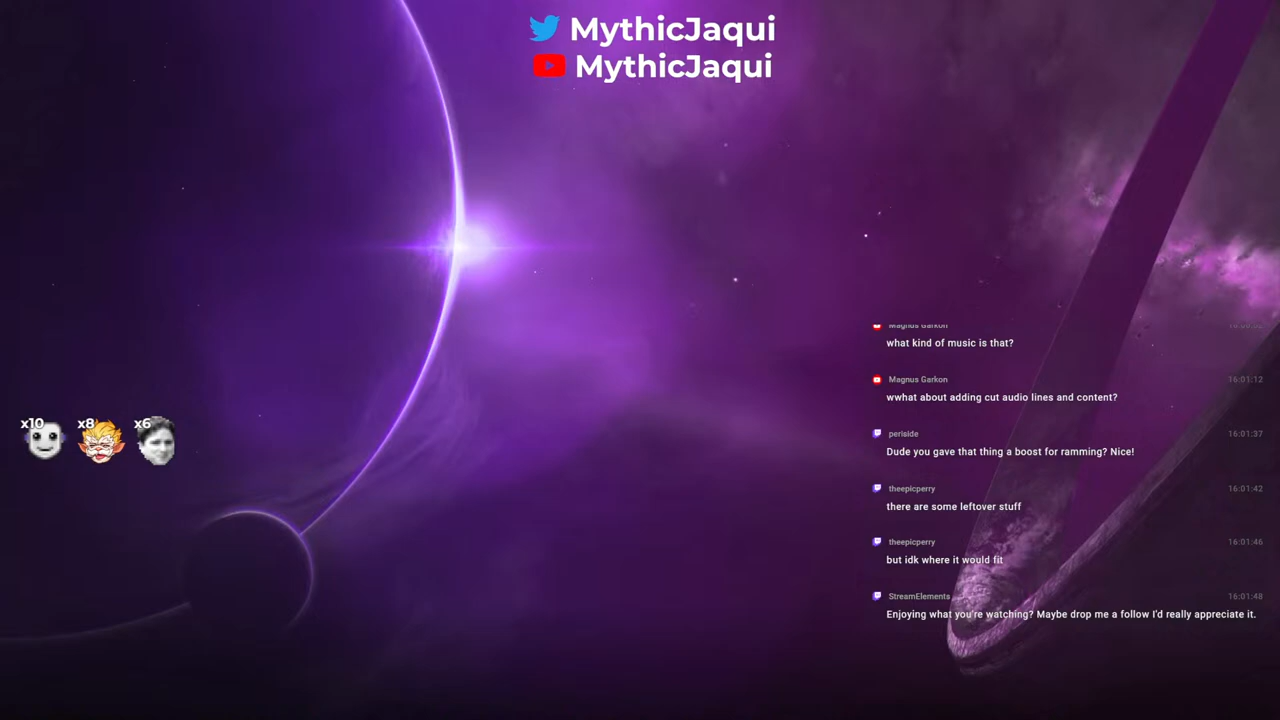 MythicJaqui
MythicJaqui
Magnus Garkon
what kind of music is that?
Magnus Garkon 16:01:12
wwhat about adding cut audio lines and content?
x10 x8 x6
periside 16:01:37
Dude you gave that thing a boost for ramming? Nice!
theepicperry 16:01:42
there are some leftover stuff
theepicperry 16:01:46
but idk where it would fit
StreamElements 16:01:48
Enjoying what you're watching? Maybe drop me a follow I'd really appreciate it.